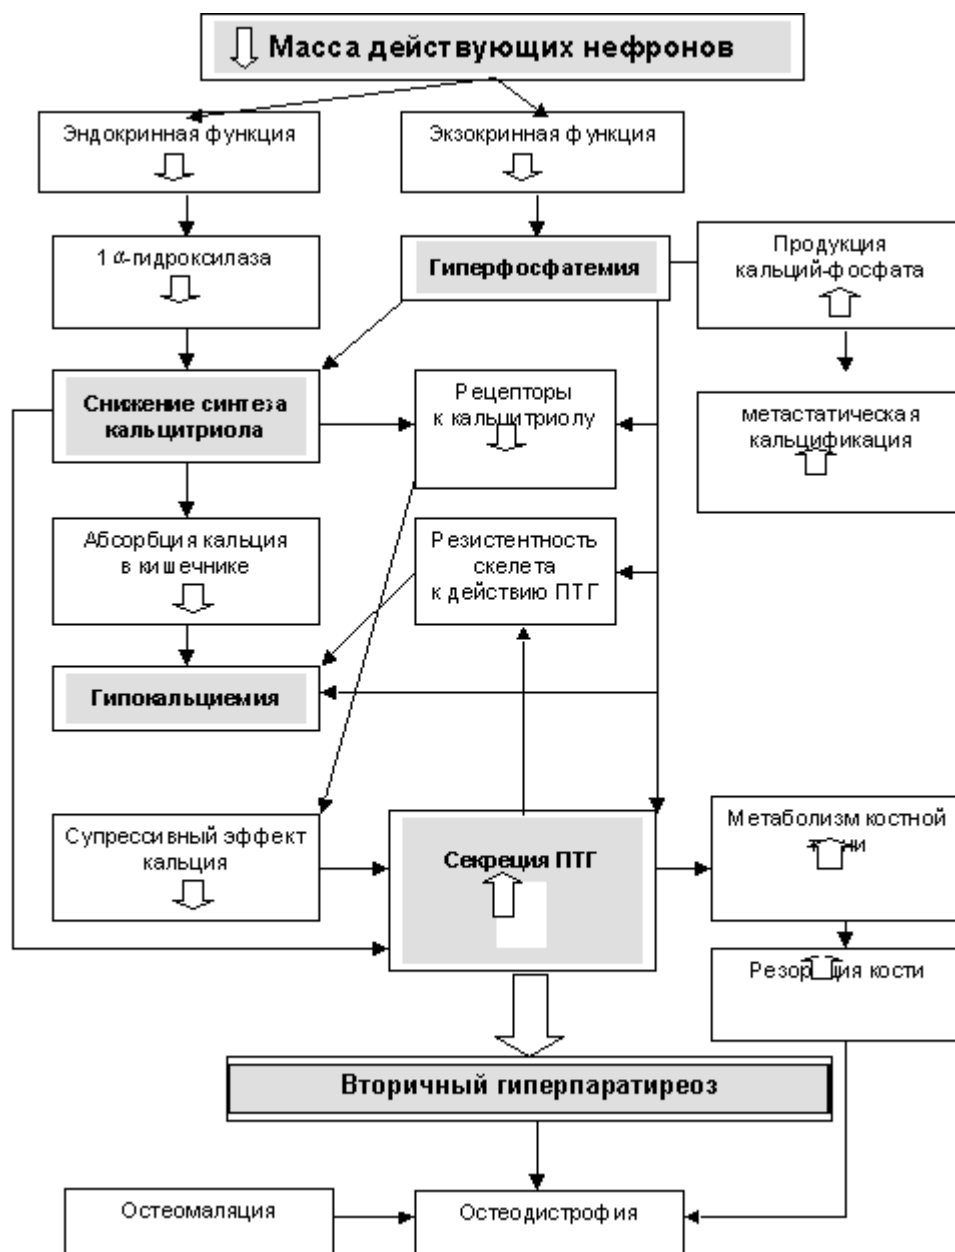 Масса действующих нефронов
Эндокринная функция
Экзокринная функция
1 α-гидроксилаза
Гиперфосфатемия
Продукция
кальций-фосфата
Снижение синтеза
кальцитриола
Рецепторы
к кальцитриолу
метастатическая
кальцификация
Абсорбция кальция
в кишечнике
Резистентность
скелета
к действию ПТГ
Гипокальциемия
Супрессивный эффект
кальция
Секреция ПТГ
Метаболизм костной
Резорбция кости
Вторичный гиперпаратиреоз
Остеомаляция
Остеодистрофия